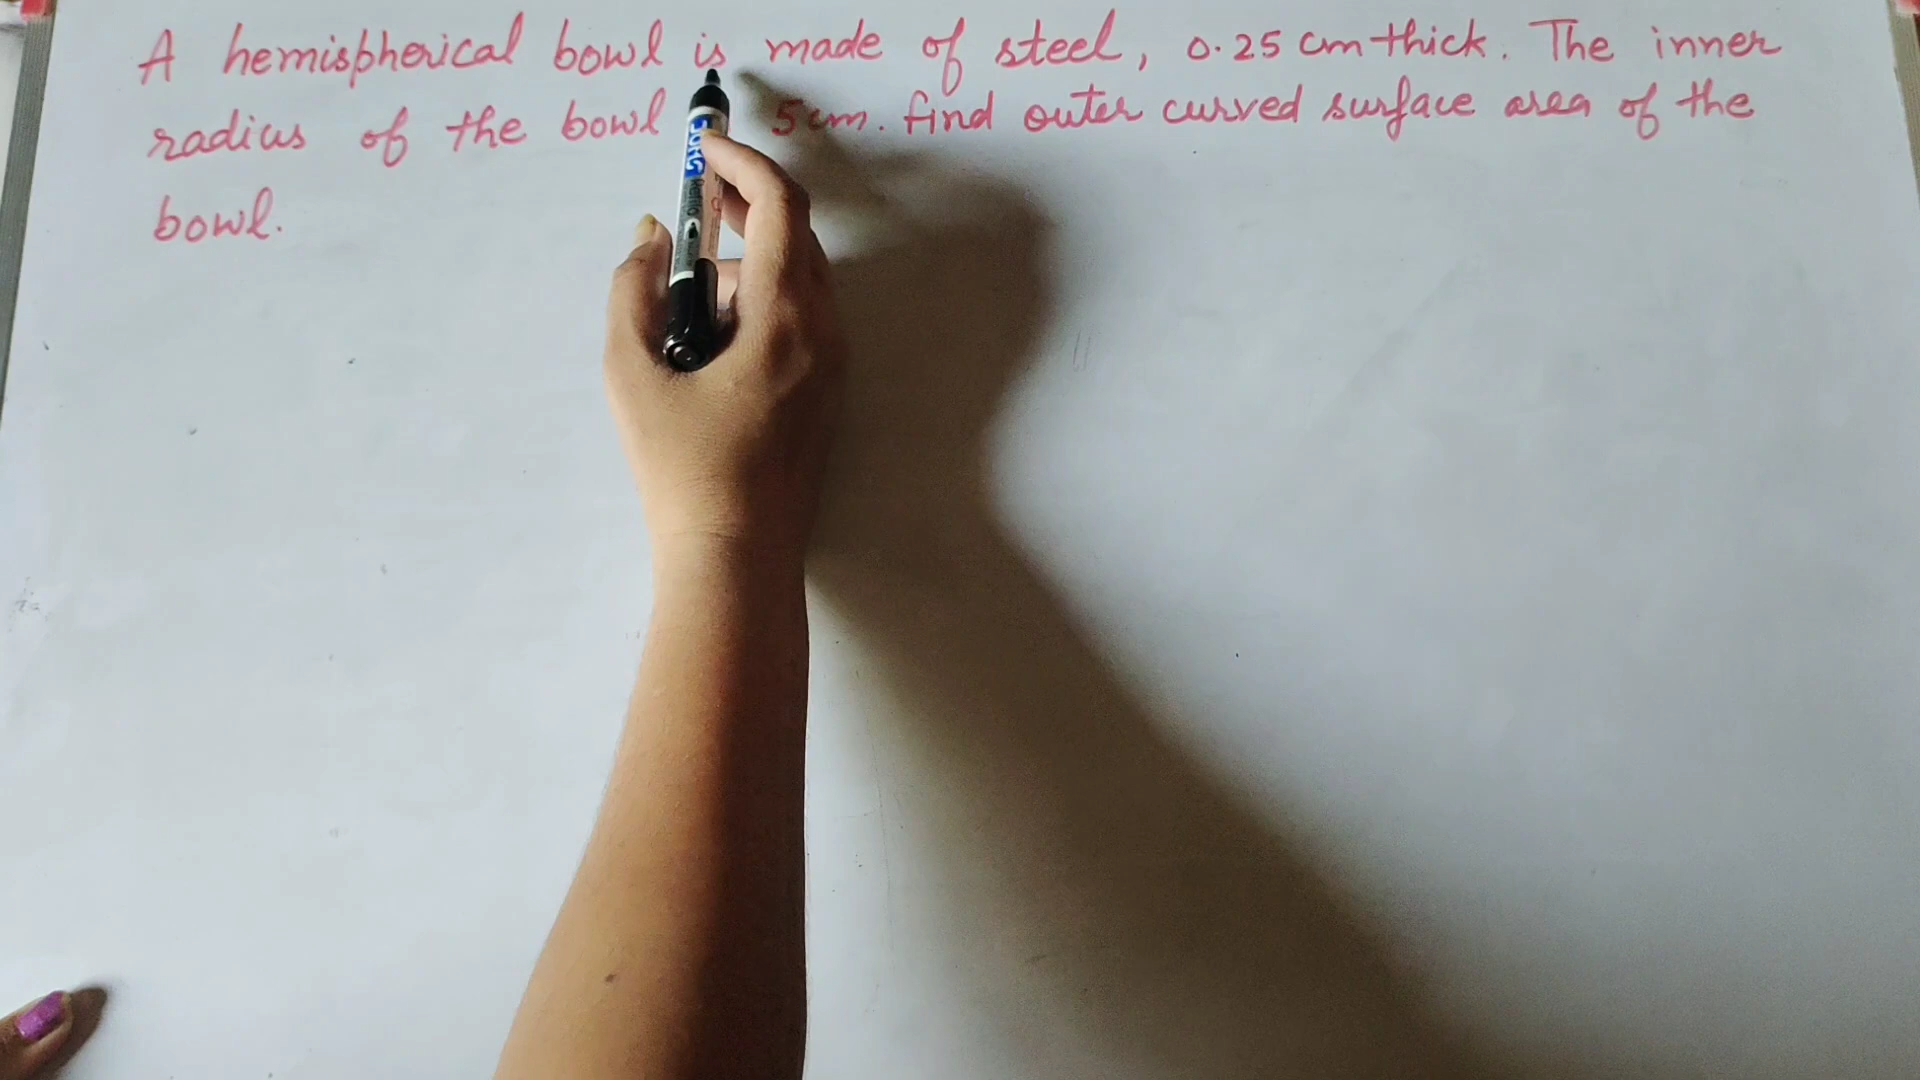 A hemispherical bowl is made of steel, 0.25 cm thick. The inner
radius of the bowl 5cm. find outer curved surface area of the
bowl.